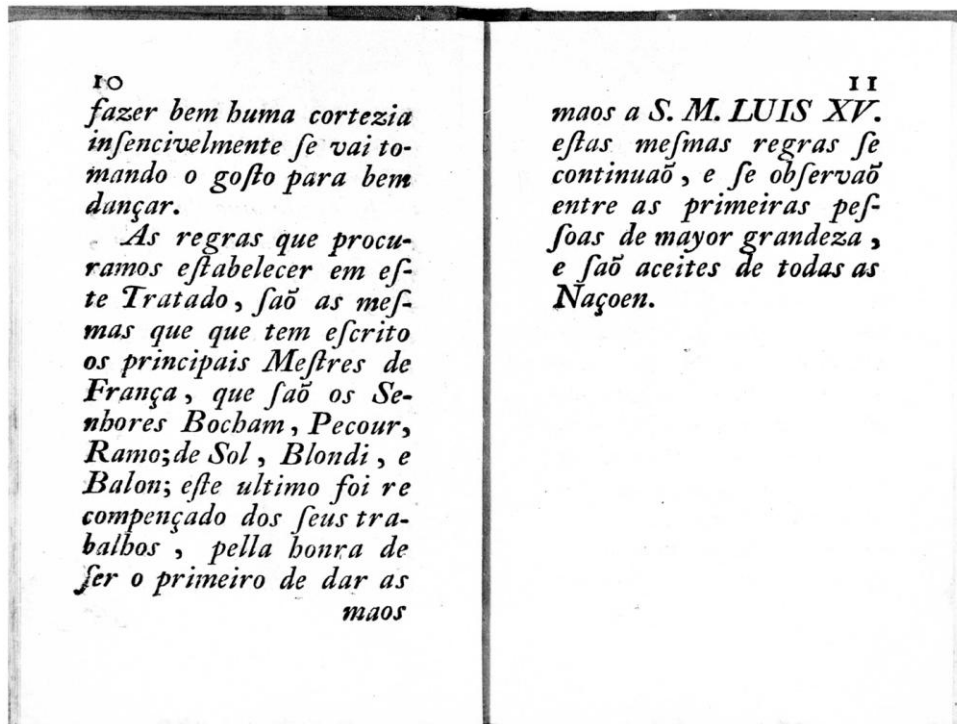 10
fazer bem huma cortezia
inſencivelmente ſe vai to-
mando o goſto para bem
dançar.
As regras que procu-
ramos eſtabelecer em eſ-
te Tratado, ſaõ as meſ-
mas que que tem eſcrito
os principais Meſtres de
França, que ſaõ os Se-
nhores Bocham, Pecour,
Ramo;de Sol, Blondi, e
Balon; eſte ultimo foi re
compençado dos ſeus tra-
balhos, pella honra de
ſer o primeiro de dar as
maos
11
maos a S. M. LUIS XV.
eſtas meſmas regras ſe
continuaõ, e ſe obſervaõ
entre as primeiras peſ-
ſoas de mayor grandeza,
e ſaõ aceites de todas as
Naçoen.